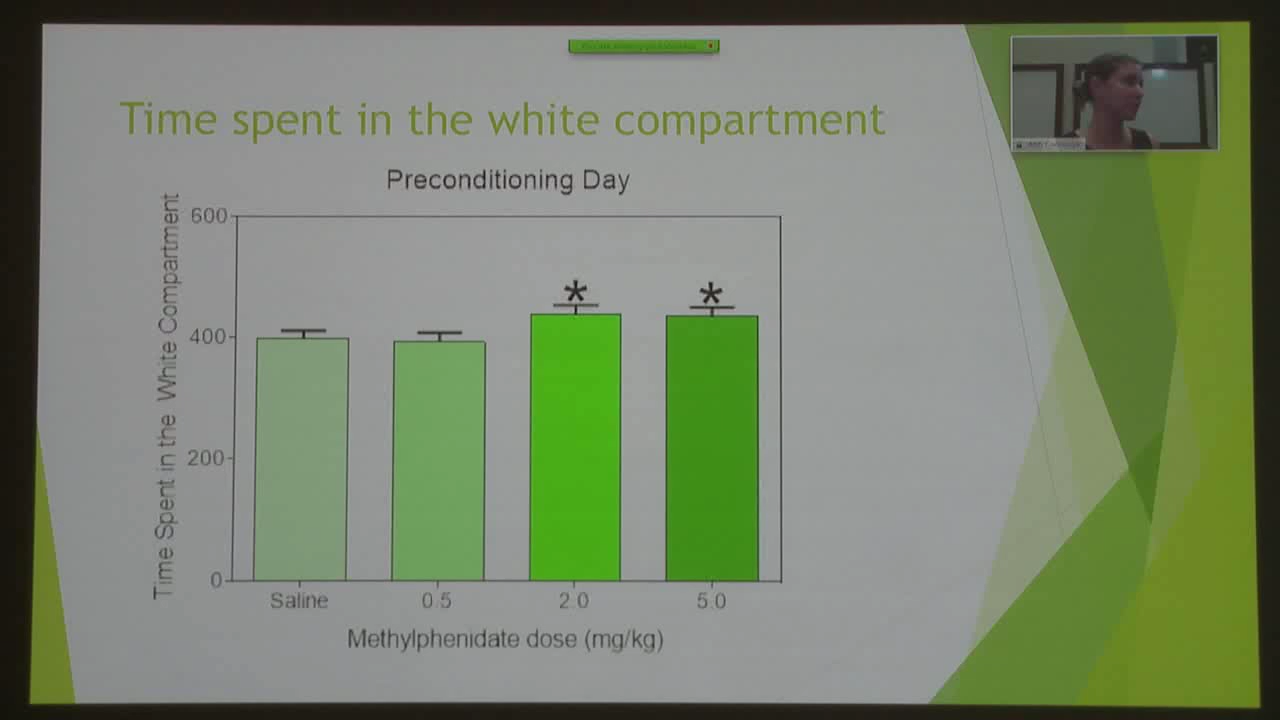 Time spent in the white compartment
Preconditioning Day
Time Spent in the White Compartment
600
400
200
0
*
*
Saline
0.5
2.0
5.0
Methylphenidate dose (mg/kg)